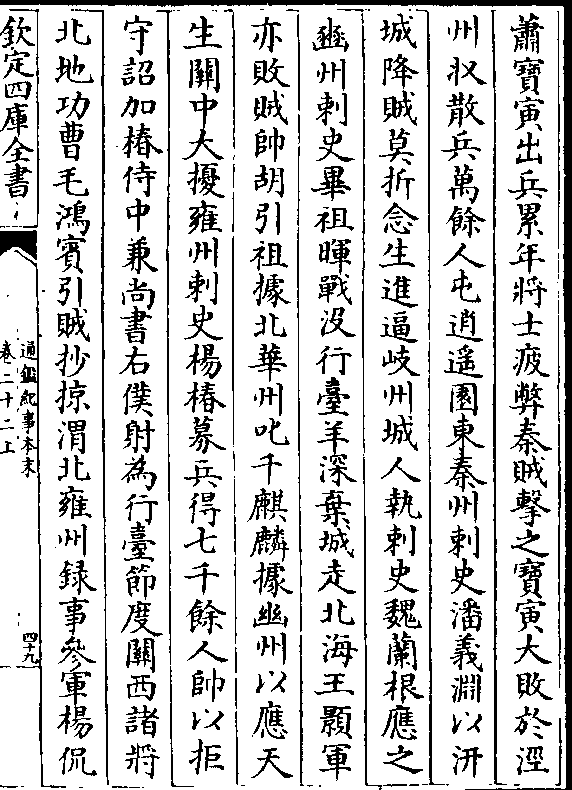 蕭寶寅出兵累年將士疲弊秦賊擊之寶寅大敗於涇
州收散兵萬餘人屯逍遥園東秦州刺史潘義淵以汧
城降賊莫折念生進逼岐州城人執刺史魏蘭根應之
豳州刺史畢祖暉戰没行臺羊深棄城走北海王顥軍
亦敗賊帥胡引祖據北華州叱千麒麟據豳州以應天
生關中大擾雍州刺史楊椿募兵得七千餘人帥以拒
守詔加椿侍中兼尚書右僕射為行臺節度關西諸將
北地功曹毛鴻賓引賊抄掠渭北雍州録事參軍楊侃
欽定四庫全書
通鑑紀事本末
卷二十二上
四十九